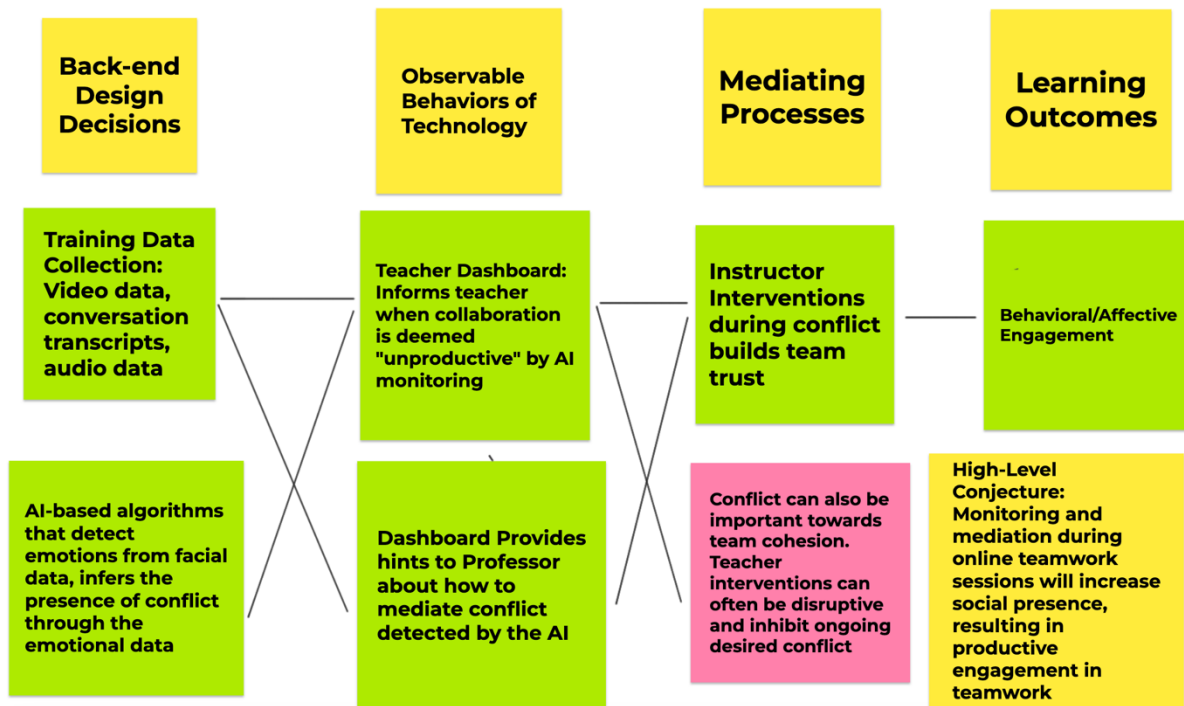 Back-end
Design
Decisions
Observable
Behaviors of
Technology
Mediating
Processes
Learning
Outcomes
Training Data
Collection:
Video data,
conversation
transcripts,
audio data
Teacher Dashboard:
Informs teacher
when collaboration
is deemed
"unproductive" by AI
monitoring
Instructor
Interventions
during conflict
builds team
trust
Behavioral/Affective
Engagement
AI-based algorithms
that detect
emotions from facial
data, infers the
presence of conflict
through the
emotional data
Dashboard Provides
hints to Professor
about how to
mediate conflict
detected by the AI
Conflict can also be
important towards
team cohesion.
Teacher
interventions can
often be disruptive
and inhibit ongoing
desired conflict
High-Level
Conjecture:
Monitoring and
mediation during
online teamwork
sessions will increase
social presence,
resulting in
productive
engagement in
teamwork